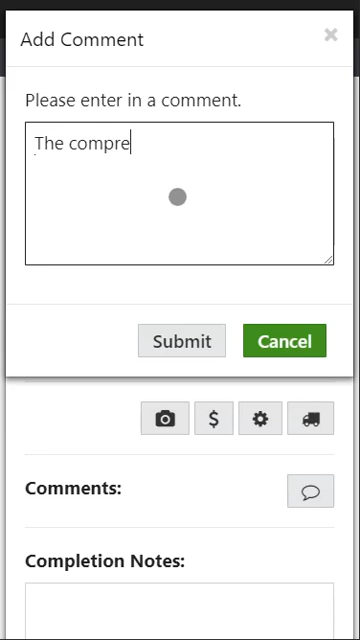 Add Comment
×
Please enter in a comment.
The compre
Submit
Cancel
$
Comments:
Completion Notes: